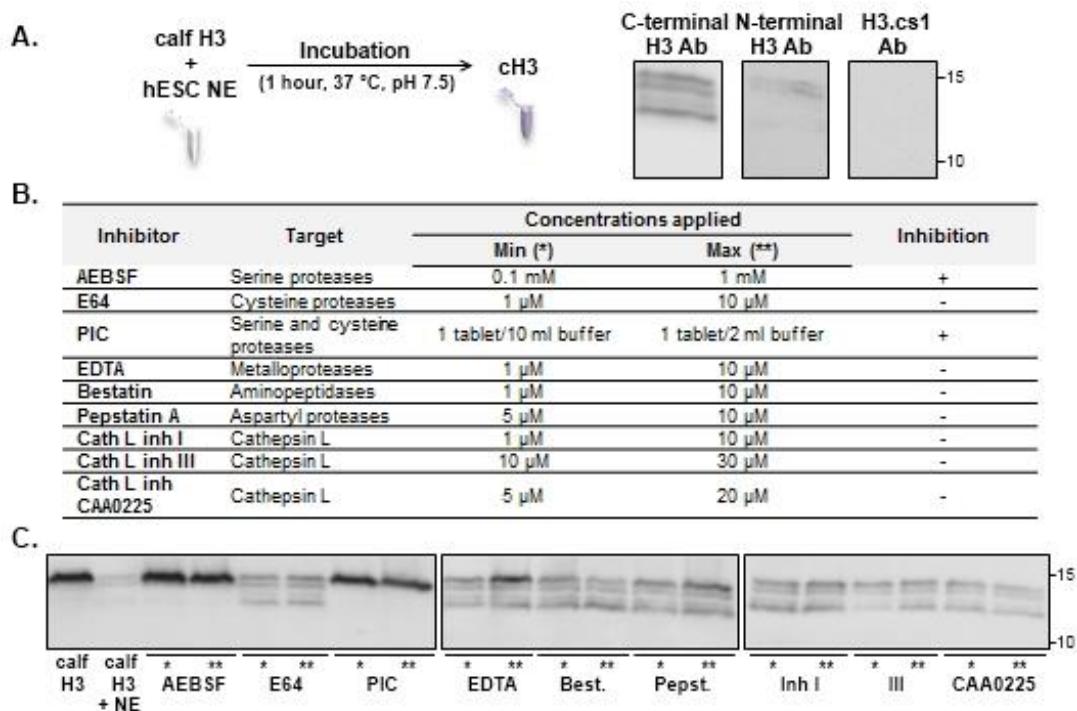 A.
calf H3
+
hESC NE
Incubation
(1 hour, 37 °C, pH 7.5)
cH3
C-terminal N-terminal H3.cs1
H3 Ab H3 Ab Ab
15
10
B.
Inhibitor Target Concentrations applied Inhibition
Min (*) Max (**)
AEBSF Serine proteases 0.1 mM 1 mM +
E64 Cysteine proteases 1 µM 10 µM -
PIC Serine and cysteine proteases 1 tablet/10 ml buffer 1 tablet/2 ml buffer +
EDTA Metalloproteases 1 µM 10 µM -
Bestatin Aminopeptidases 1 µM 10 µM -
Pepstatin A Aspartyl proteases 5 µM 10 µM -
Cath L inh I Cathepsin L 1 µM 10 µM -
Cath L inh III Cathepsin L 10 µM 30 µM -
Cath L inh CAA0225 Cathepsin L 5 µM 20 µM -
C.
15
10
calf H3 calf H3 + NE * ** * ** * ** * ** * ** * ** * ** * ** * **
AEBSF E64 PIC EDTA Best. Pepst. Inh I III CAA0225